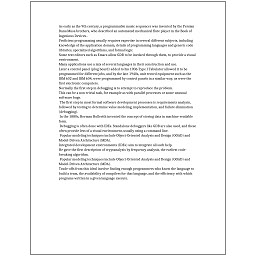 as early as the 9th century, a programmable music sequencer was invented by the Persian
Banu Musa brothers, who described an automated mechanical flute player in the Book of
Ingenious Devices.
Proficient programming usually requires expertise in several different subjects, including
knowledge of the application domain, details of programming languages and generic code
libraries, specialized algorithms, and formal logic.
Some text editors such as Emacs allow GDB to be invoked through them, to provide a visual
environment.
Many applications use a mix of several languages in their construction and use.
Later a control panel (plug board) added to his 1906 Type I Tabulator allowed it to be
programmed for different jobs, and by the late 1940s, unit record equipment such as the
IBM 602 and IBM 604, were programmed by control panels in a similar way, as were the
first electronic computers.
Normally the first step in debugging is to attempt to reproduce the problem.
This can be a non-trivial task, for example as with parallel processes or some unusual
software bugs.
The first step in most formal software development processes is requirements analysis,
followed by testing to determine value modeling, implementation, and failure elimination
(debugging).
In the 1880s, Herman Hollerith invented the concept of storing data in machine-readable
form.
Debugging is often done with IDEs. Standalone debuggers like GDB are also used, and these
often provide less of a visual environment, usually using a command line.
Popular modeling techniques include Object-Oriented Analysis and Design (OOAD) and
Model-Driven Architecture (MDA).
Integrated development environments (IDEs) aim to integrate all such help.
He gave the first description of cryptanalysis by frequency analysis, the earliest code-
breaking algorithm.
Popular modeling techniques include Object-Oriented Analysis and Design (OOAD) and
Model-Driven Architecture (MDA).
Trade-offs from this ideal involve finding enough programmers who know the language to
build a team, the availability of compilers for that language, and the efficiency with which
programs written in a given language execute.